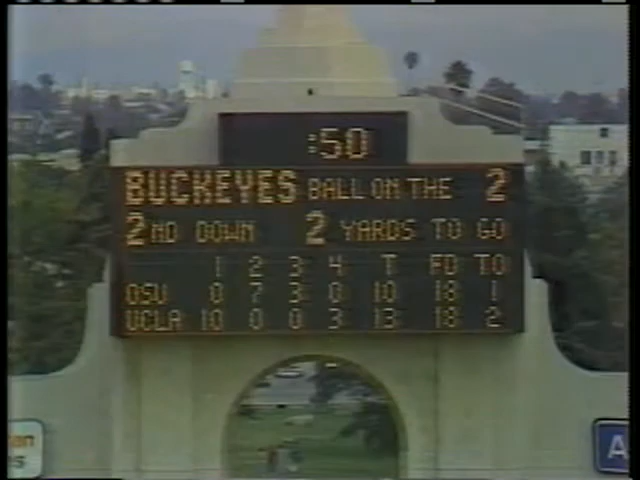 :50
BUCKEYES BALL ON THE 2
2ND DOWN 2 YARDS TO GO
1 2 3 4 T FD TO
OSU 0 7 3 0 10 18 1
UCLA 10 0 0 3 13 18 2
A